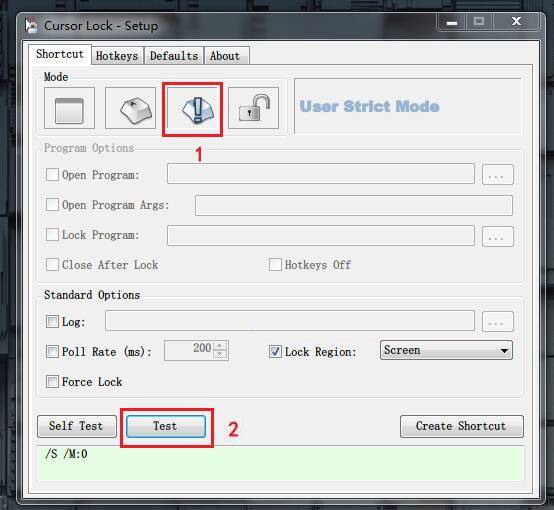 Cursor Lock - Setup
Shortcut Hotkeys Defaults About
Mode
User Strict Mode
1
Program Options
Open Program: ...
Open Program Args:
Lock Program: ...
Close After Lock Hotkeys Off
Standard Options
Log: ...
Poll Rate (ms): 200 Lock Region: Screen
Force Lock
Self Test Test 2 Create Shortcut
/S /M:0